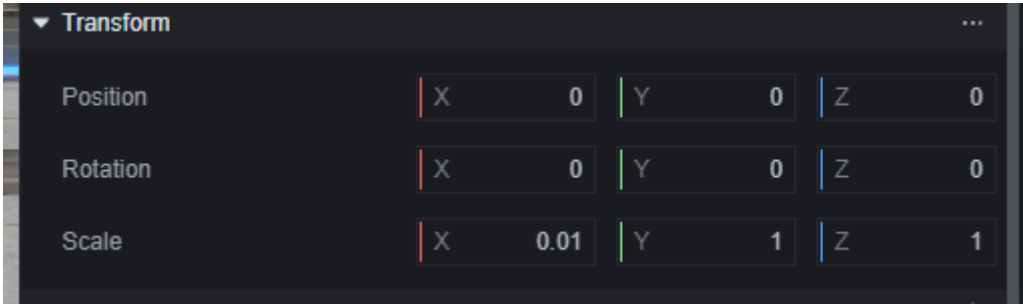 Transform ...
Position X 0 Y 0 Z 0
Rotation X 0 Y 0 Z 0
Scale X 0.01 Y 1 Z 1